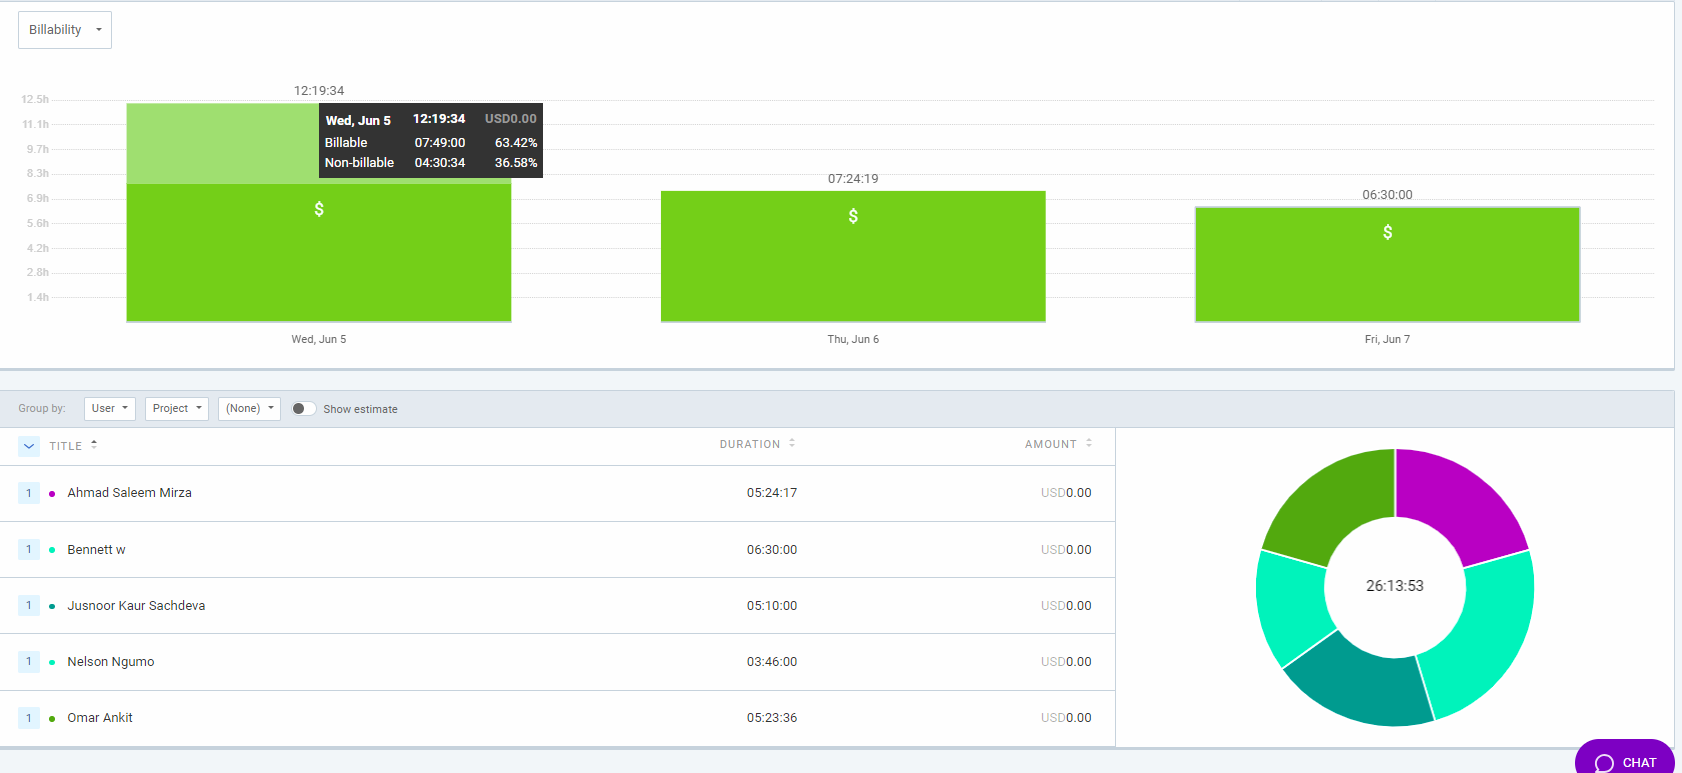 Billability
12:19:34
12.5h
11.1h
9.7h
8.3h
6.9h
5.6h
4.2h
2.8h
1.4h
Wed, Jun 5 12:19:34 USD0.00
Billable 07:49:00 63.42%
Non-billable 04:30:34 36.58%
07:24:19
06:30:00
$
$
$
Wed, Jun 5
Thu, Jun 6
Fri, Jun 7
Group by: User Project (None) Show estimate
TITLE DURATION AMOUNT
1 Ahmad Saleem Mirza 05:24:17 USD0.00
1 Bennett w 06:30:00 USD0.00
1 Jusnoor Kaur Sachdeva 05:10:00 USD0.00
1 Nelson Ngumo 03:46:00 USD0.00
1 Omar Ankit 05:23:36 USD0.00
26:13:53
CHAT